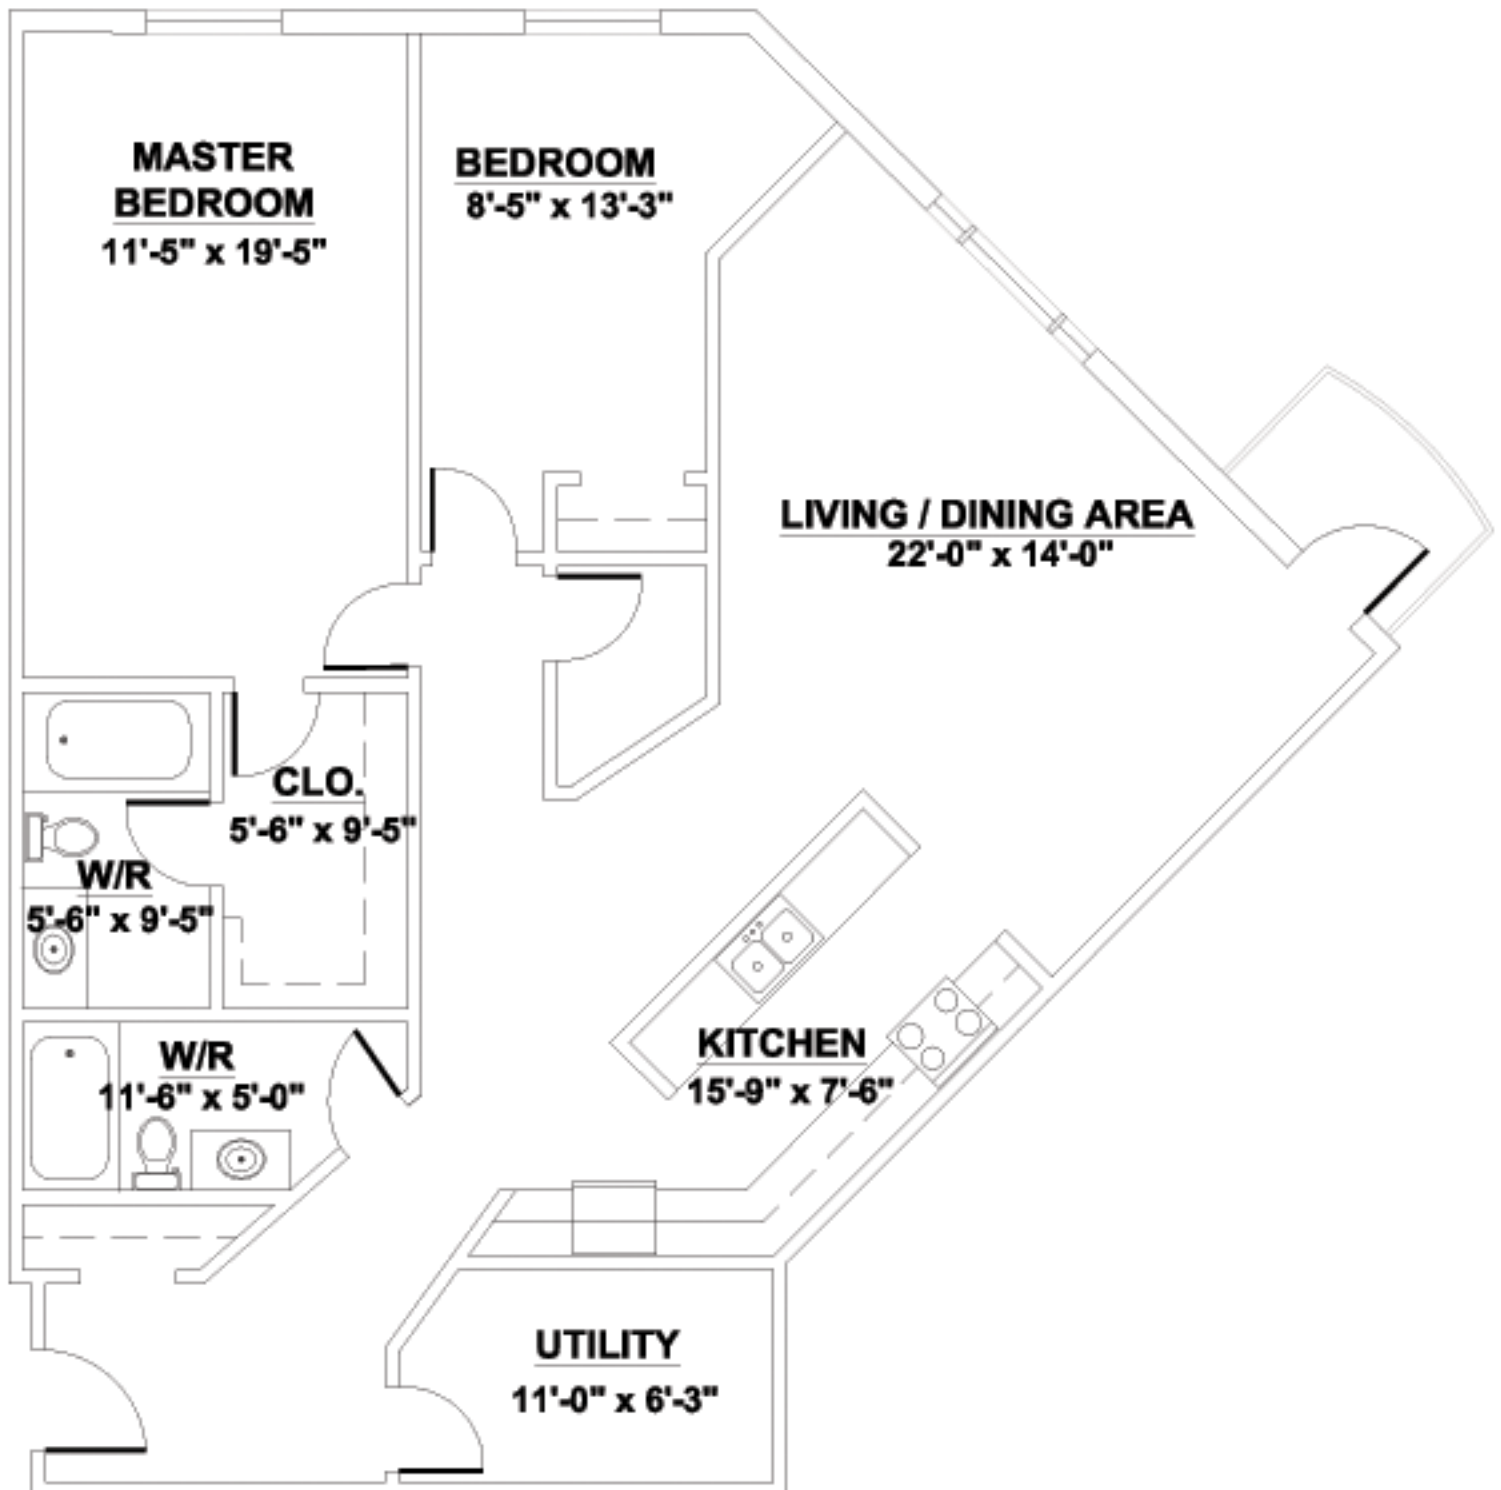 MASTER
BEDROOM
11'-5" x 19'-5"
BEDROOM
8'-5" x 13'-3"
LIVING / DINING AREA
22'-0" x 14'-0"
CLO.
5'-6" x 9'-5"
W/R
5'-6" x 9'-5"
W/R
11'-6" x 5'-0"
KITCHEN
15'-9" x 7'-6"
UTILITY
11'-0" x 6'-3"